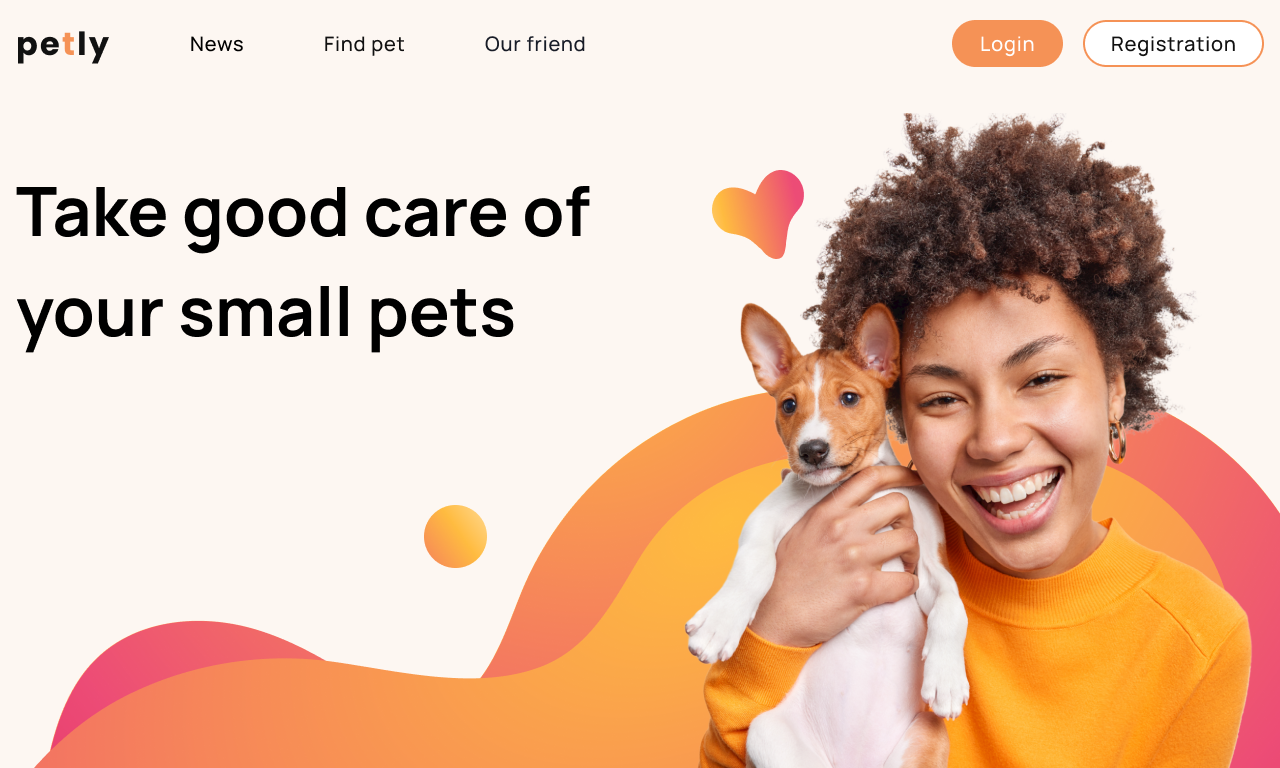 petly
News
Find pet
Our friend
Login
Registration
Take good care of
your small pets